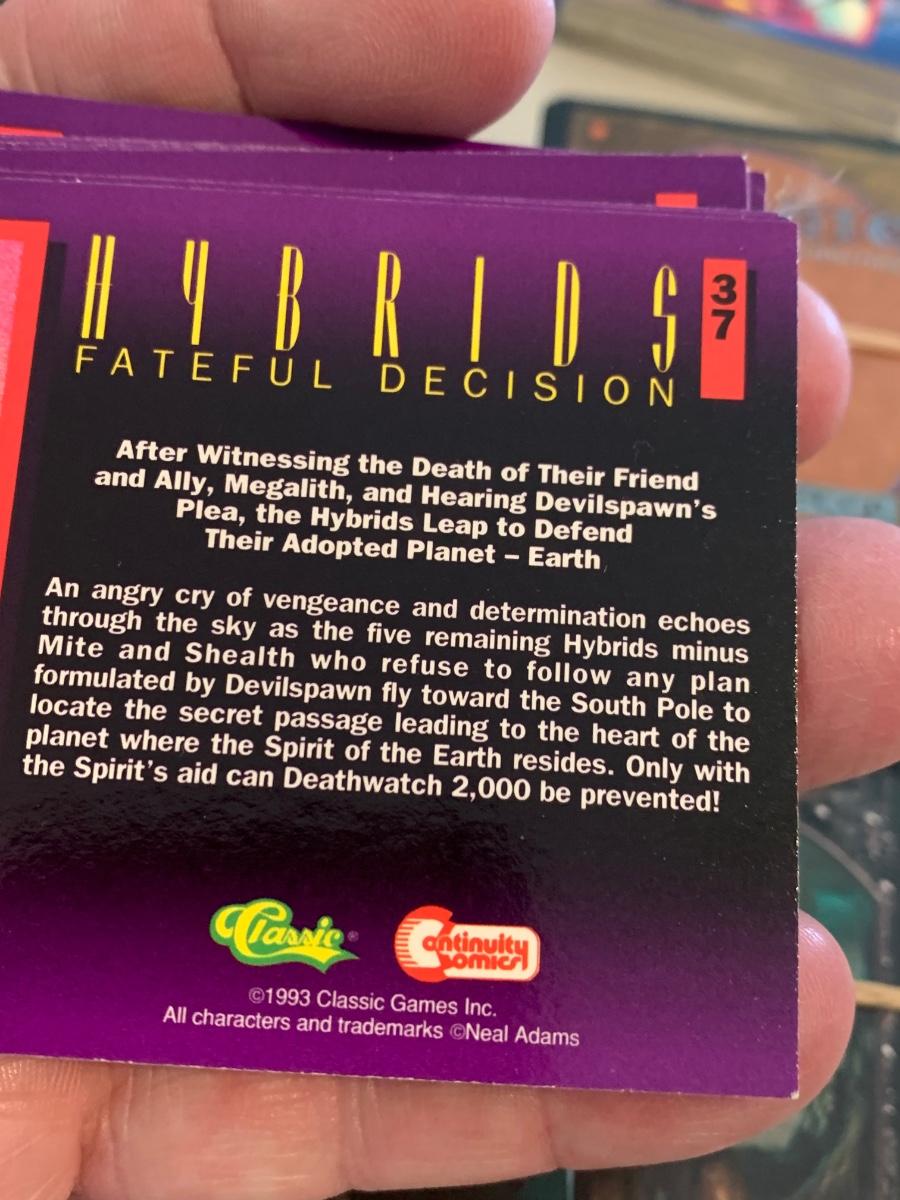 HYBRIDS
37
FATEFUL DECISION
After Witnessing the Death of Their Friend
and Ally, Megalith, and Hearing Devilspawn's
Plea, the Hybrids Leap to Defend
Their Adopted Planet – Earth
An angry cry of vengeance and determination echoes
through the sky as the five remaining Hybrids minus
Mite and Shealth who refuse to follow any plan
formulated by Devilspawn fly toward the South Pole to
locate the secret passage leading to the heart of the
planet where the Spirit of the Earth resides. Only with
the Spirit's aid can Deathwatch 2,000 be prevented!
Classic®
Continuity
Comics
©1993 Classic Games Inc.
All characters and trademarks ©Neal Adams